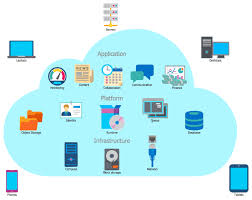 Servers
Application
Laptops
Desktops
Monitoring
Content
Collaboration
Communication
Finance
Platform
Identity
Object Storage
Runtime
Queue
Database
Infrastructure
Compute
Block storage
Network
Phones
Tablets